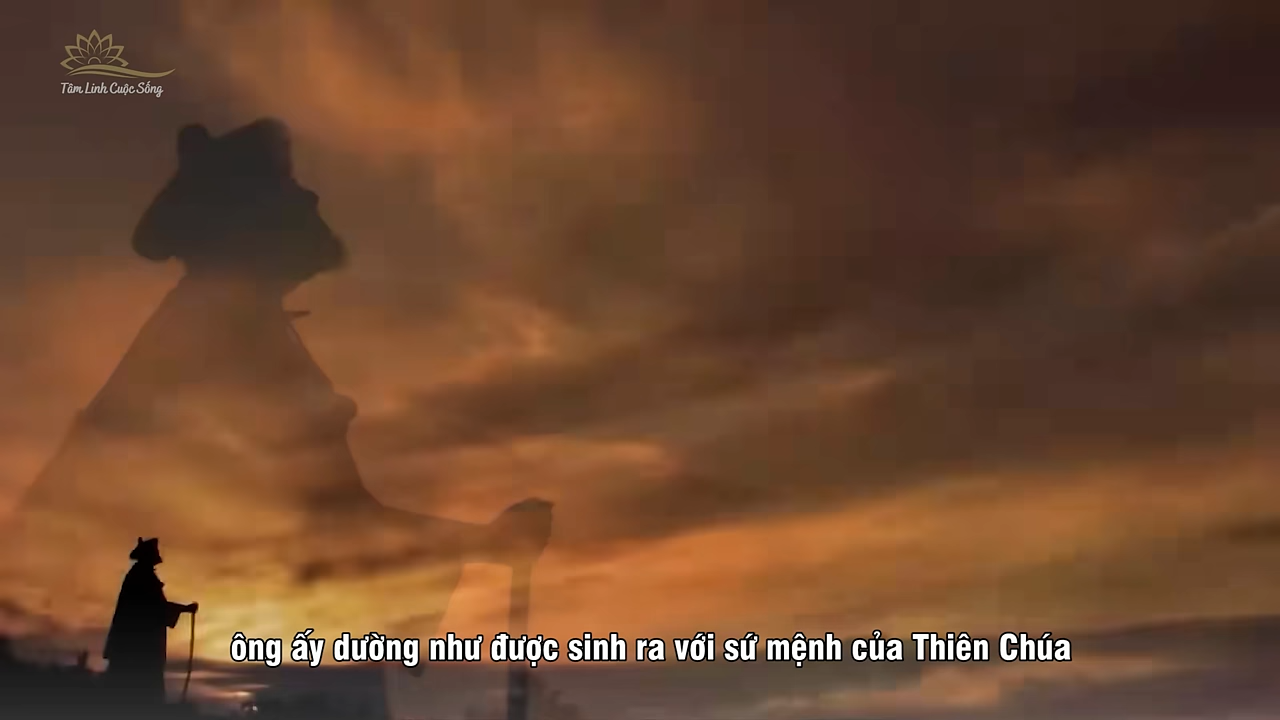 Tâm Linh Cuộc Sống
ông ấy dường như được sinh ra với sứ mệnh của Thiên Chúa